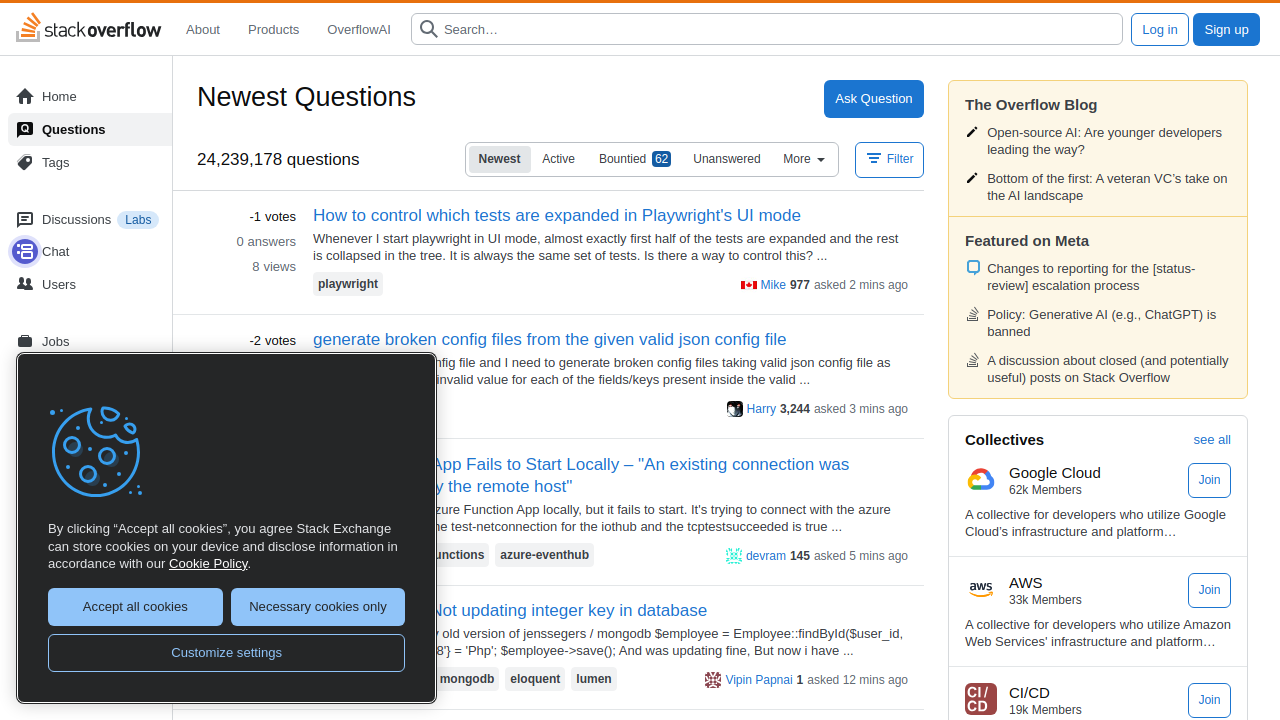 stack overflow
About
Products
OverflowAI
Search…
Log in
Sign up
Home
Questions
Tags
Discussions
Labs
Chat
Users
Jobs
Newest Questions
Ask Question
24,239,178 questions
Newest
Active
Bountied 62
Unanswered
More
Filter
-1 votes
0 answers
8 views
How to control which tests are expanded in Playwright's UI mode
Whenever I start playwright in UI mode, almost exactly first half of the tests are expanded and the rest
is collapsed in the tree. It is always the same set of tests. Is there a way to control this? ...
playwright
Mike 977 asked 2 mins ago
-2 votes
generate broken config files from the given valid json config file
file and I need to generate broken config files taking valid json config file as
invalid value for each of the fields/keys present inside the valid ...
Harry 3,244 asked 3 mins ago
App Fails to Start Locally – "An existing connection was
the remote host"
Function App locally, but it fails to start. It's trying to connect with the azure
test-netconnection for the iothub and the tcptestsucceeded is true ...
azure-eventhub
devram 145 asked 5 mins ago
Not updating integer key in database
old version of jenssegers / mongodb $employee = Employee::findById($user_id,
= 'Php'; $employee->save(); And was updating fine, But now i have ...
mongodb
eloquent
lumen
Vipin Papnai 1 asked 12 mins ago
By clicking “Accept all cookies”, you agree Stack Exchange
can store cookies on your device and disclose information in
accordance with our Cookie Policy.
Accept all cookies
Necessary cookies only
Customize settings
The Overflow Blog
Open-source AI: Are younger developers
leading the way?
Bottom of the first: A veteran VC’s take on
the AI landscape
Featured on Meta
Changes to reporting for the [status-
review] escalation process
Policy: Generative AI (e.g., ChatGPT) is
banned
A discussion about closed (and potentially
useful) posts on Stack Overflow
Collectives
see all
Google Cloud
62k Members
Join
A collective for developers who utilize Google
Cloud’s infrastructure and platform…
aws
AWS
33k Members
Join
A collective for developers who utilize Amazon
Web Services' infrastructure and platform…
CI/
CD
CI/CD
19k Members
Join